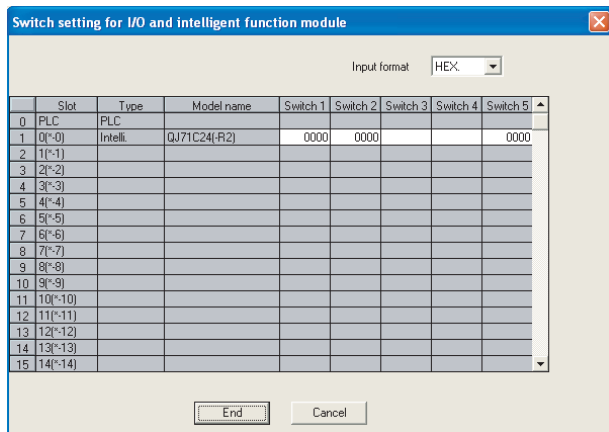 Switch setting for I/O and intelligent function module
Input format HEX.
Slot Type Model name Switch 1 Switch 2 Switch 3 Switch 4 Switch 5
0 PLC PLC
1 0(*-0) Intelli. QJ71C24(-R2) 0000 0000 0000
2 1(*-1)
3 2(*-2)
4 3(*-3)
5 4(*-4)
6 5(*-5)
7 6(*-6)
8 7(*-7)
9 8(*-8)
10 9(*-9)
11 10(*-10)
12 11(*-11)
13 12(*-12)
14 13(*-13)
15 14(*-14)
End Cancel